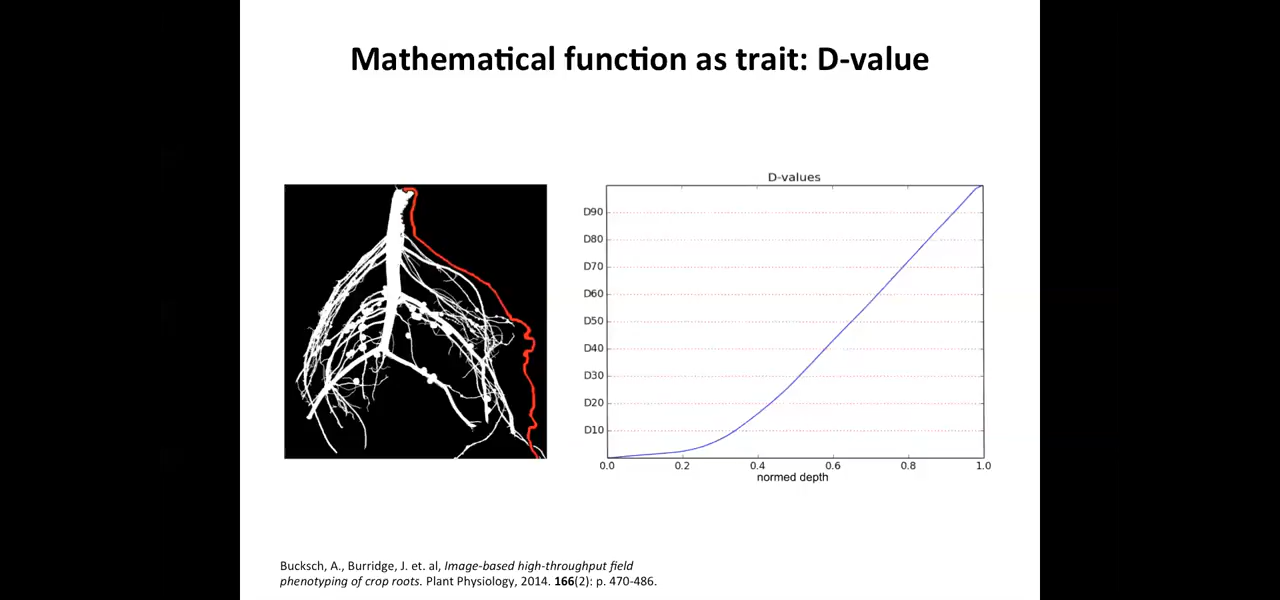 Mathematical function as trait: D-value
D-values
D90
D80
D70
D60
D50
D40
D30
D20
D10
0.0 0.2 0.4 0.6 0.8 1.0
normed depth
Bucksch, A., Burridge, J. et. al, Image-based high-throughput field
phenotyping of crop roots. Plant Physiology, 2014. 166(2): p. 470-486.